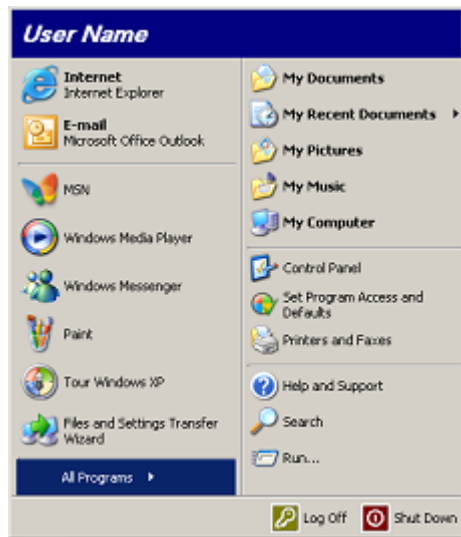 User Name
Internet
Internet Explorer
E-mail
Microsoft Office Outlook
MSN
Windows Media Player
Windows Messenger
Paint
Tour Windows XP
Files and Settings Transfer
Wizard
All Programs
My Documents
My Recent Documents
My Pictures
My Music
My Computer
Control Panel
Set Program Access and
Defaults
Printers and Faxes
Help and Support
Search
Run...
Log Off
Shut Down